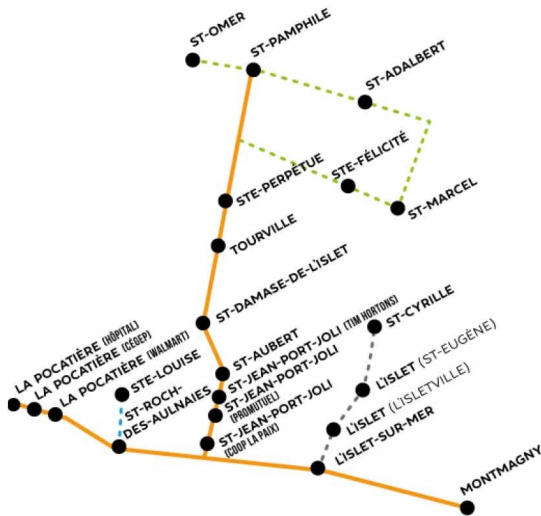 ST-OMER
ST-PAMPHILE
ST-ADALBERT
STE-FÉLICITÉ
STE-PERPÉTUE
ST-MARCEL
TOURVILLE
ST-DAMASE-DE-L'ISLET
LA POCATIÈRE (HÔPITAL)
LA POCATIÈRE (CÉGEP)
LA POCATIÈRE (WALMART)
STE-LOUISE
ST-ROCH-
DES-AULNAIES
ST-AUBERT
ST-JEAN-PORT-JOLI (TIM HORTONS)
ST-JEAN-PORT-JOLI
(PROMUTUEL)
ST-JEAN-PORT-JOLI
(COOP LA PAIX)
ST-CYRILLE
L'ISLET (ST-EUGÈNE)
L'ISLET (L'ISLETVILLE)
L'ISLET-SUR-MER
MONTMAGNY